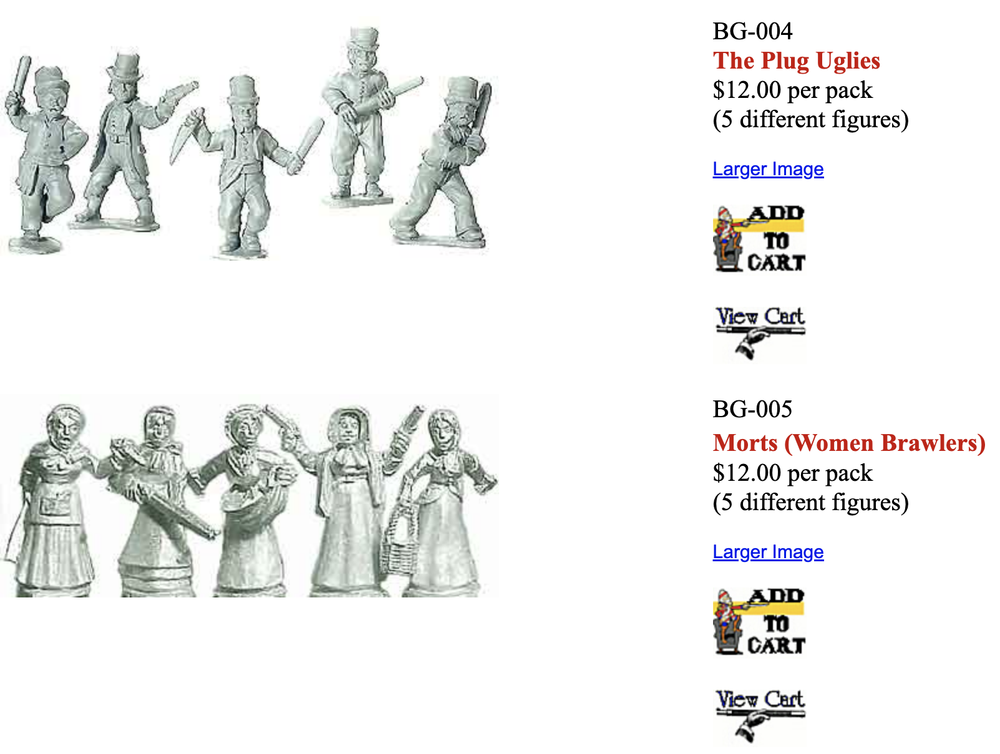 BG-004
The Plug Uglies
$12.00 per pack
(5 different figures)
Larger Image
ADD
TO
CART
View Cart
BG-005
Morts (Women Brawlers)
$12.00 per pack
(5 different figures)
Larger Image
ADD
TO
CART
View Cart